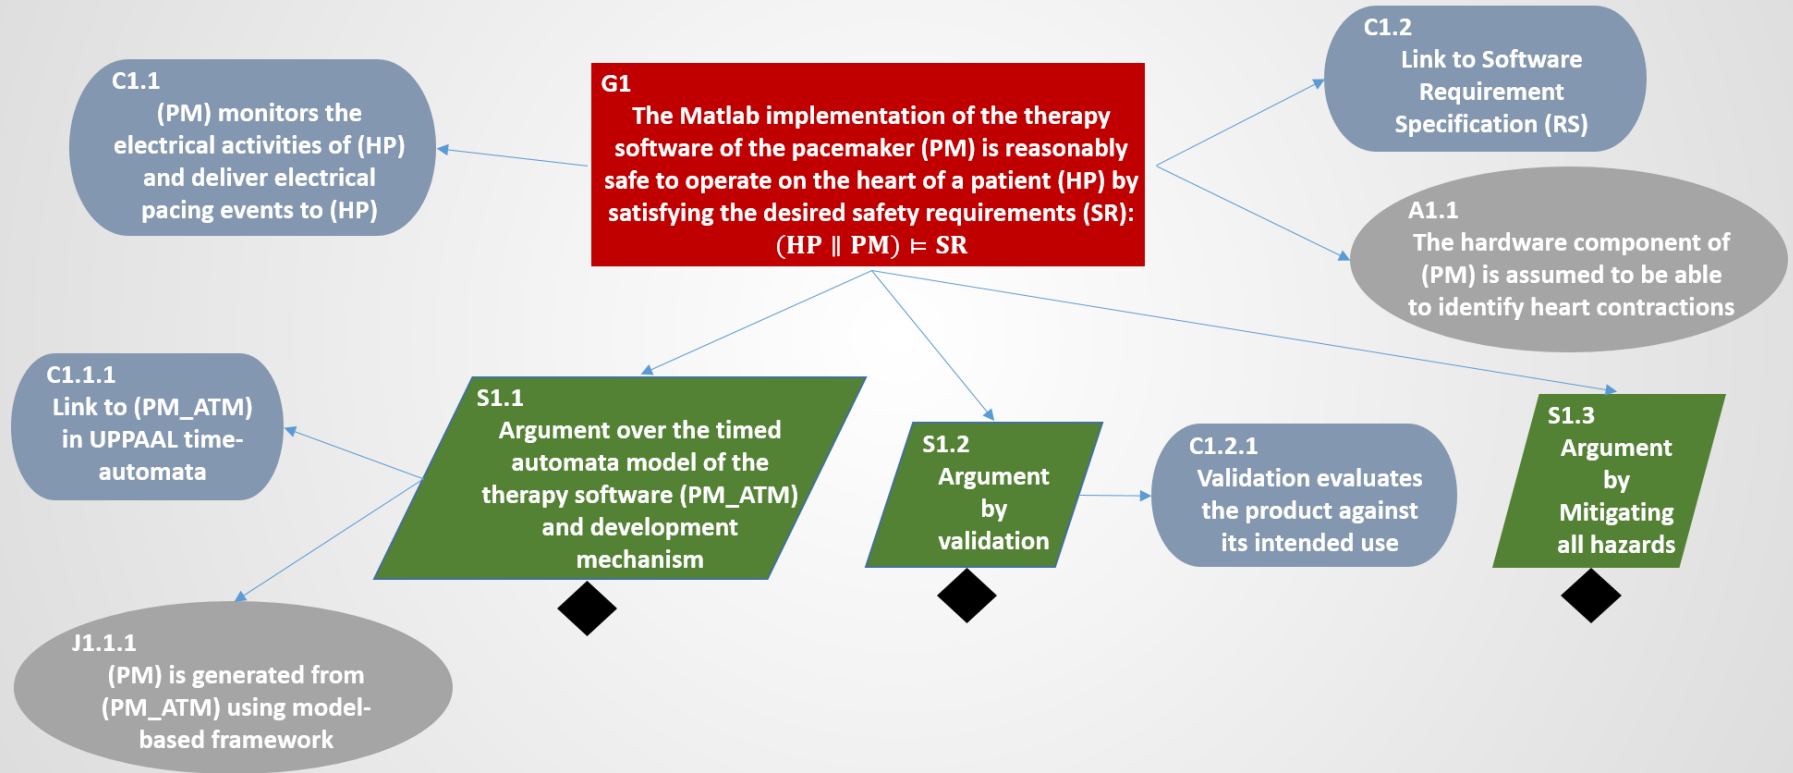 C1.1
(PM) monitors the
electrical activities of (HP)
and deliver electrical
pacing events to (HP)
G1
The Matlab implementation of the therapy
software of the pacemaker (PM) is reasonably
safe to operate on the heart of a patient (HP) by
satisfying the desired safety requirements (SR):
(HP ∥ PM) ⊨ SR
C1.2
Link to Software
Requirement
Specification (RS)
A1.1
The hardware component of
(PM) is assumed to be able
to identify heart contractions
C1.1.1
Link to (PM_ATM)
in UPPAAL time-
automata
S1.1
Argument over the timed
automata model of the
therapy software (PM_ATM)
and development
mechanism
S1.2
Argument
by
validation
C1.2.1
Validation evaluates
the product against
its intended use
S1.3
Argument
by
Mitigating
all hazards
J1.1.1
(PM) is generated from
(PM_ATM) using model-
based framework